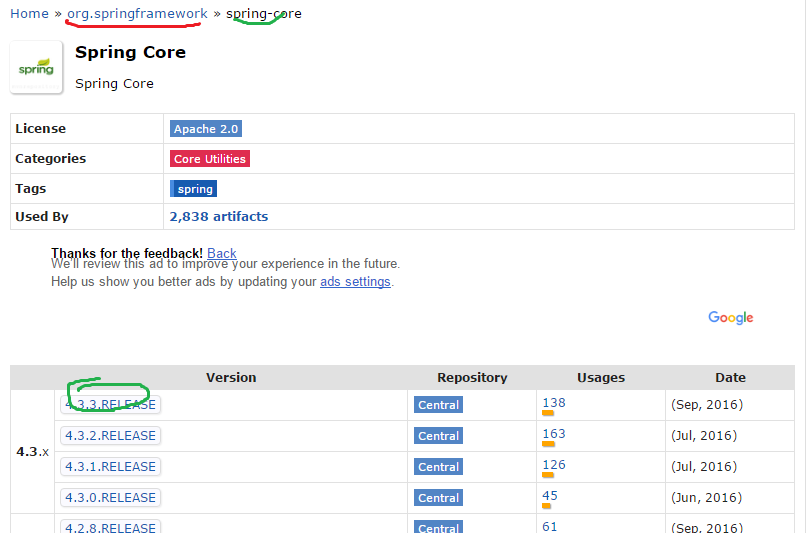 Home » org.springframework » spring-core
spring
Spring Core
Spring Core
License Apache 2.0
Categories Core Utilities
Tags spring
Used By 2,838 artifacts
Thanks for the feedback! Back
We'll review this ad to improve your experience in the future.
Help us show you better ads by updating your ads settings.
Google
Version Repository Usages Date
4.3.3.RELEASE Central 138 (Sep, 2016)
4.3.2.RELEASE Central 163 (Jul, 2016)
4.3.x
4.3.1.RELEASE Central 126 (Jul, 2016)
4.3.0.RELEASE Central 45 (Jun, 2016)
4.2.8.RELEASE Central 61 (Sep, 2016)